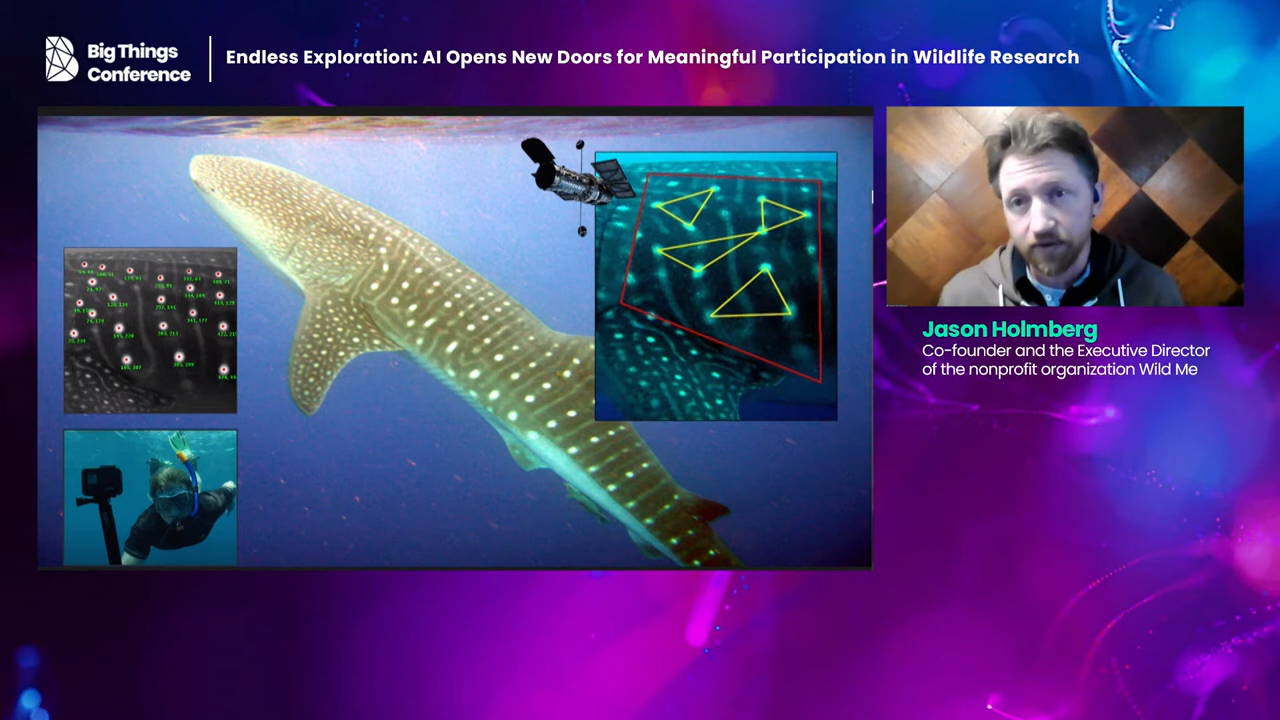 Big Things
Conference
Endless Exploration: AI Opens New Doors for Meaningful Participation in Wildlife Research
Jason Holmberg
Co-founder and the Executive Director
of the nonprofit organization Wild Me